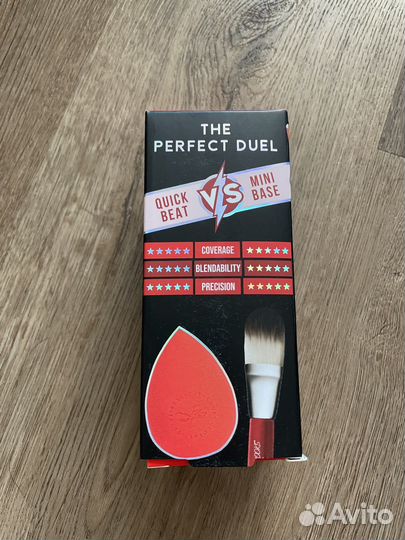 THE
PERFECT DUEL
QUICK BEAT
VS
MINI BASE
COVERAGE
BLENDABILITY
PRECISION
Avito